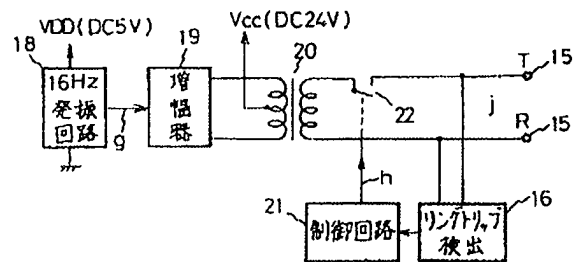 VDD(DC5V)
Vcc(DC24V)
18
16Hz
発振
回路
g
19
増
幅
器
20
22
T
15
j
R
15
h
21
制御回路
リングトリップ
検出
16